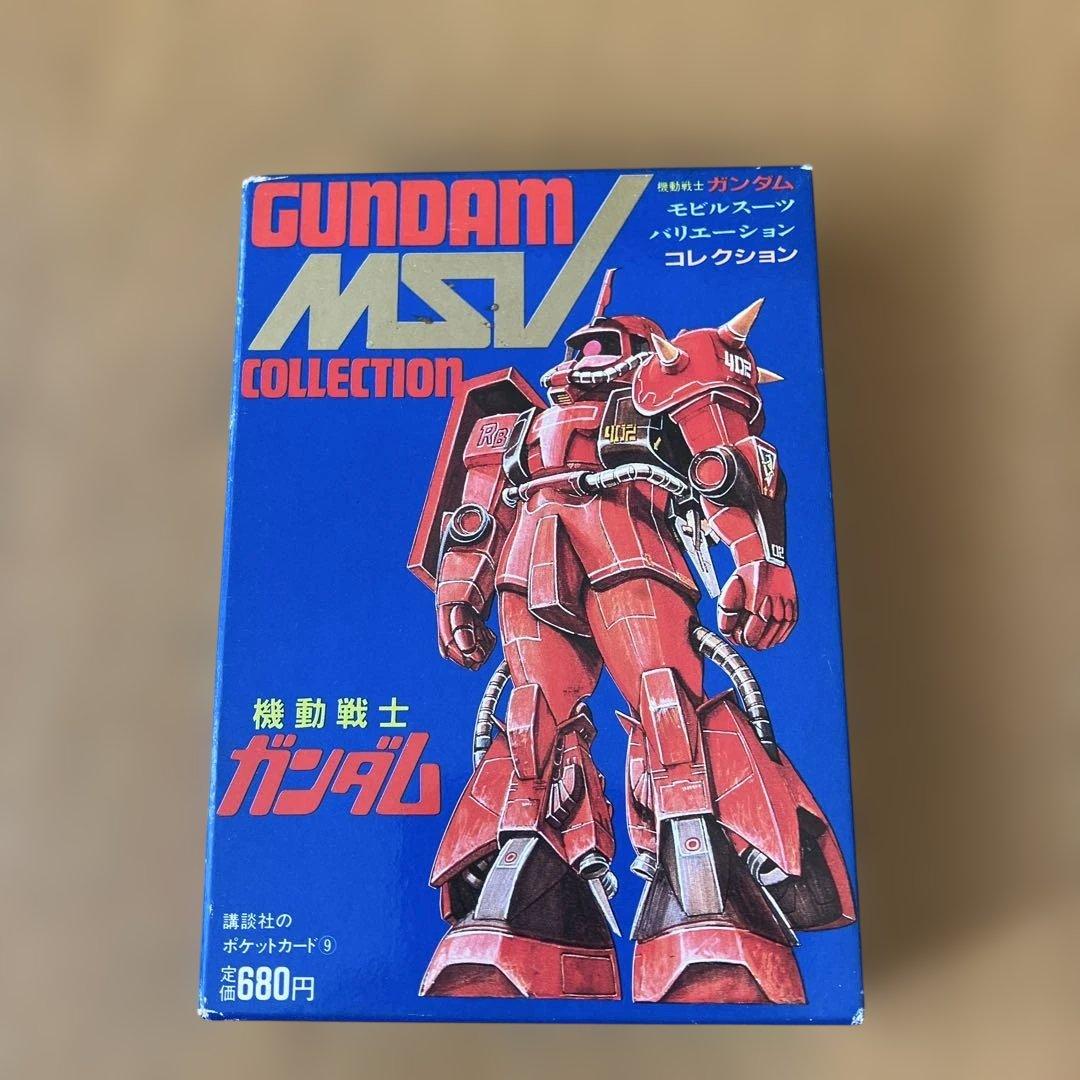 GUNDAM
MSV
COLLECTION
機動戦士 ガンダム
モビルスーツ
バリエーション
コレクション
402
RB
402
02
機動戦士
ガンダム
講談社の
ポケットカード⑨
定価680円